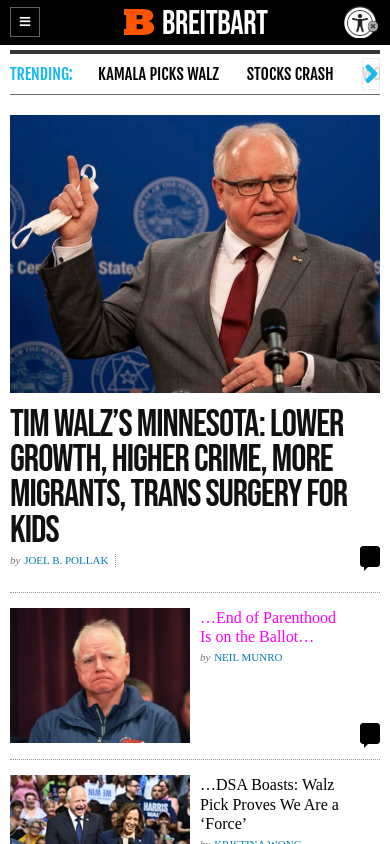 BREITBART
TRENDING:
KAMALA PICKS WALZ
STOCKS CRASH
TIM WALZ’S MINNESOTA: LOWER
GROWTH, HIGHER CRIME, MORE
MIGRANTS, TRANS SURGERY FOR
KIDS
by JOEL B. POLLAK
…End of Parenthood
Is on the Ballot…
by NEIL MUNRO
HARRIS
WALZ
…DSA Boasts: Walz
Pick Proves We Are a
‘Force’
by KRISTINA WONG